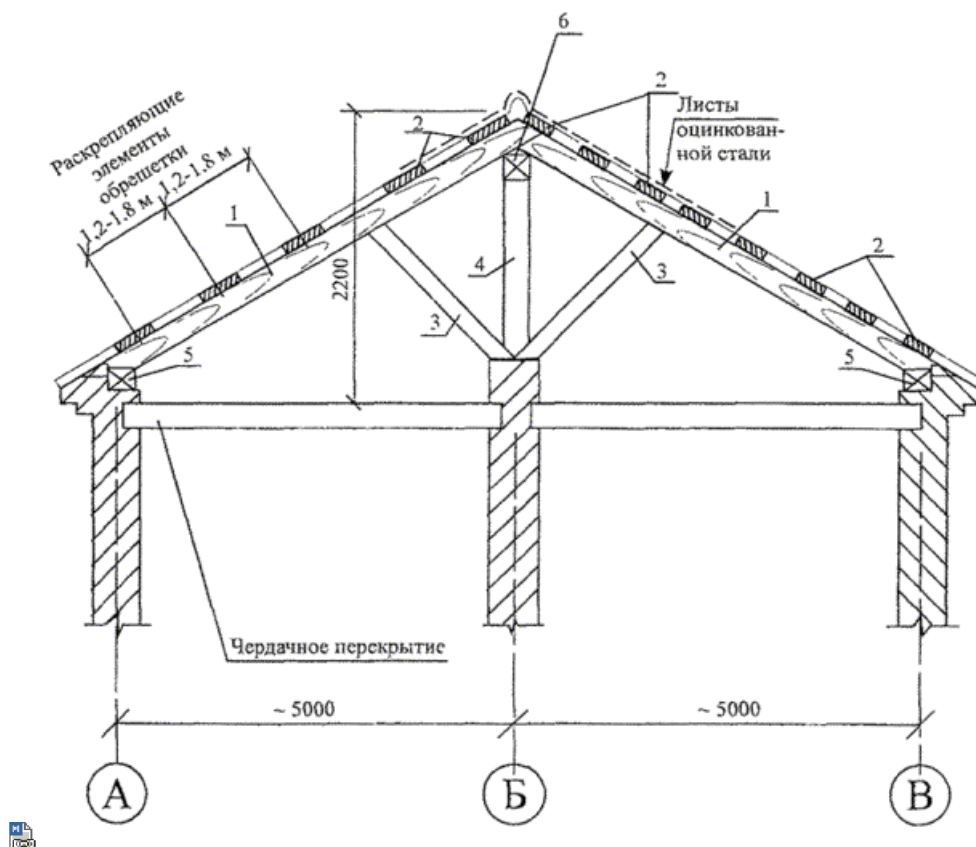 6
2
Листы
оцинкован-
ной стали
2
Раскрепляющие
элементы
обрешетки
1,2-1,8 м
1,2-1,8 м
1
1
2
2200
4
3
3
5
5
Чердачное перекрытие
~ 5000
~ 5000
А
Б
В